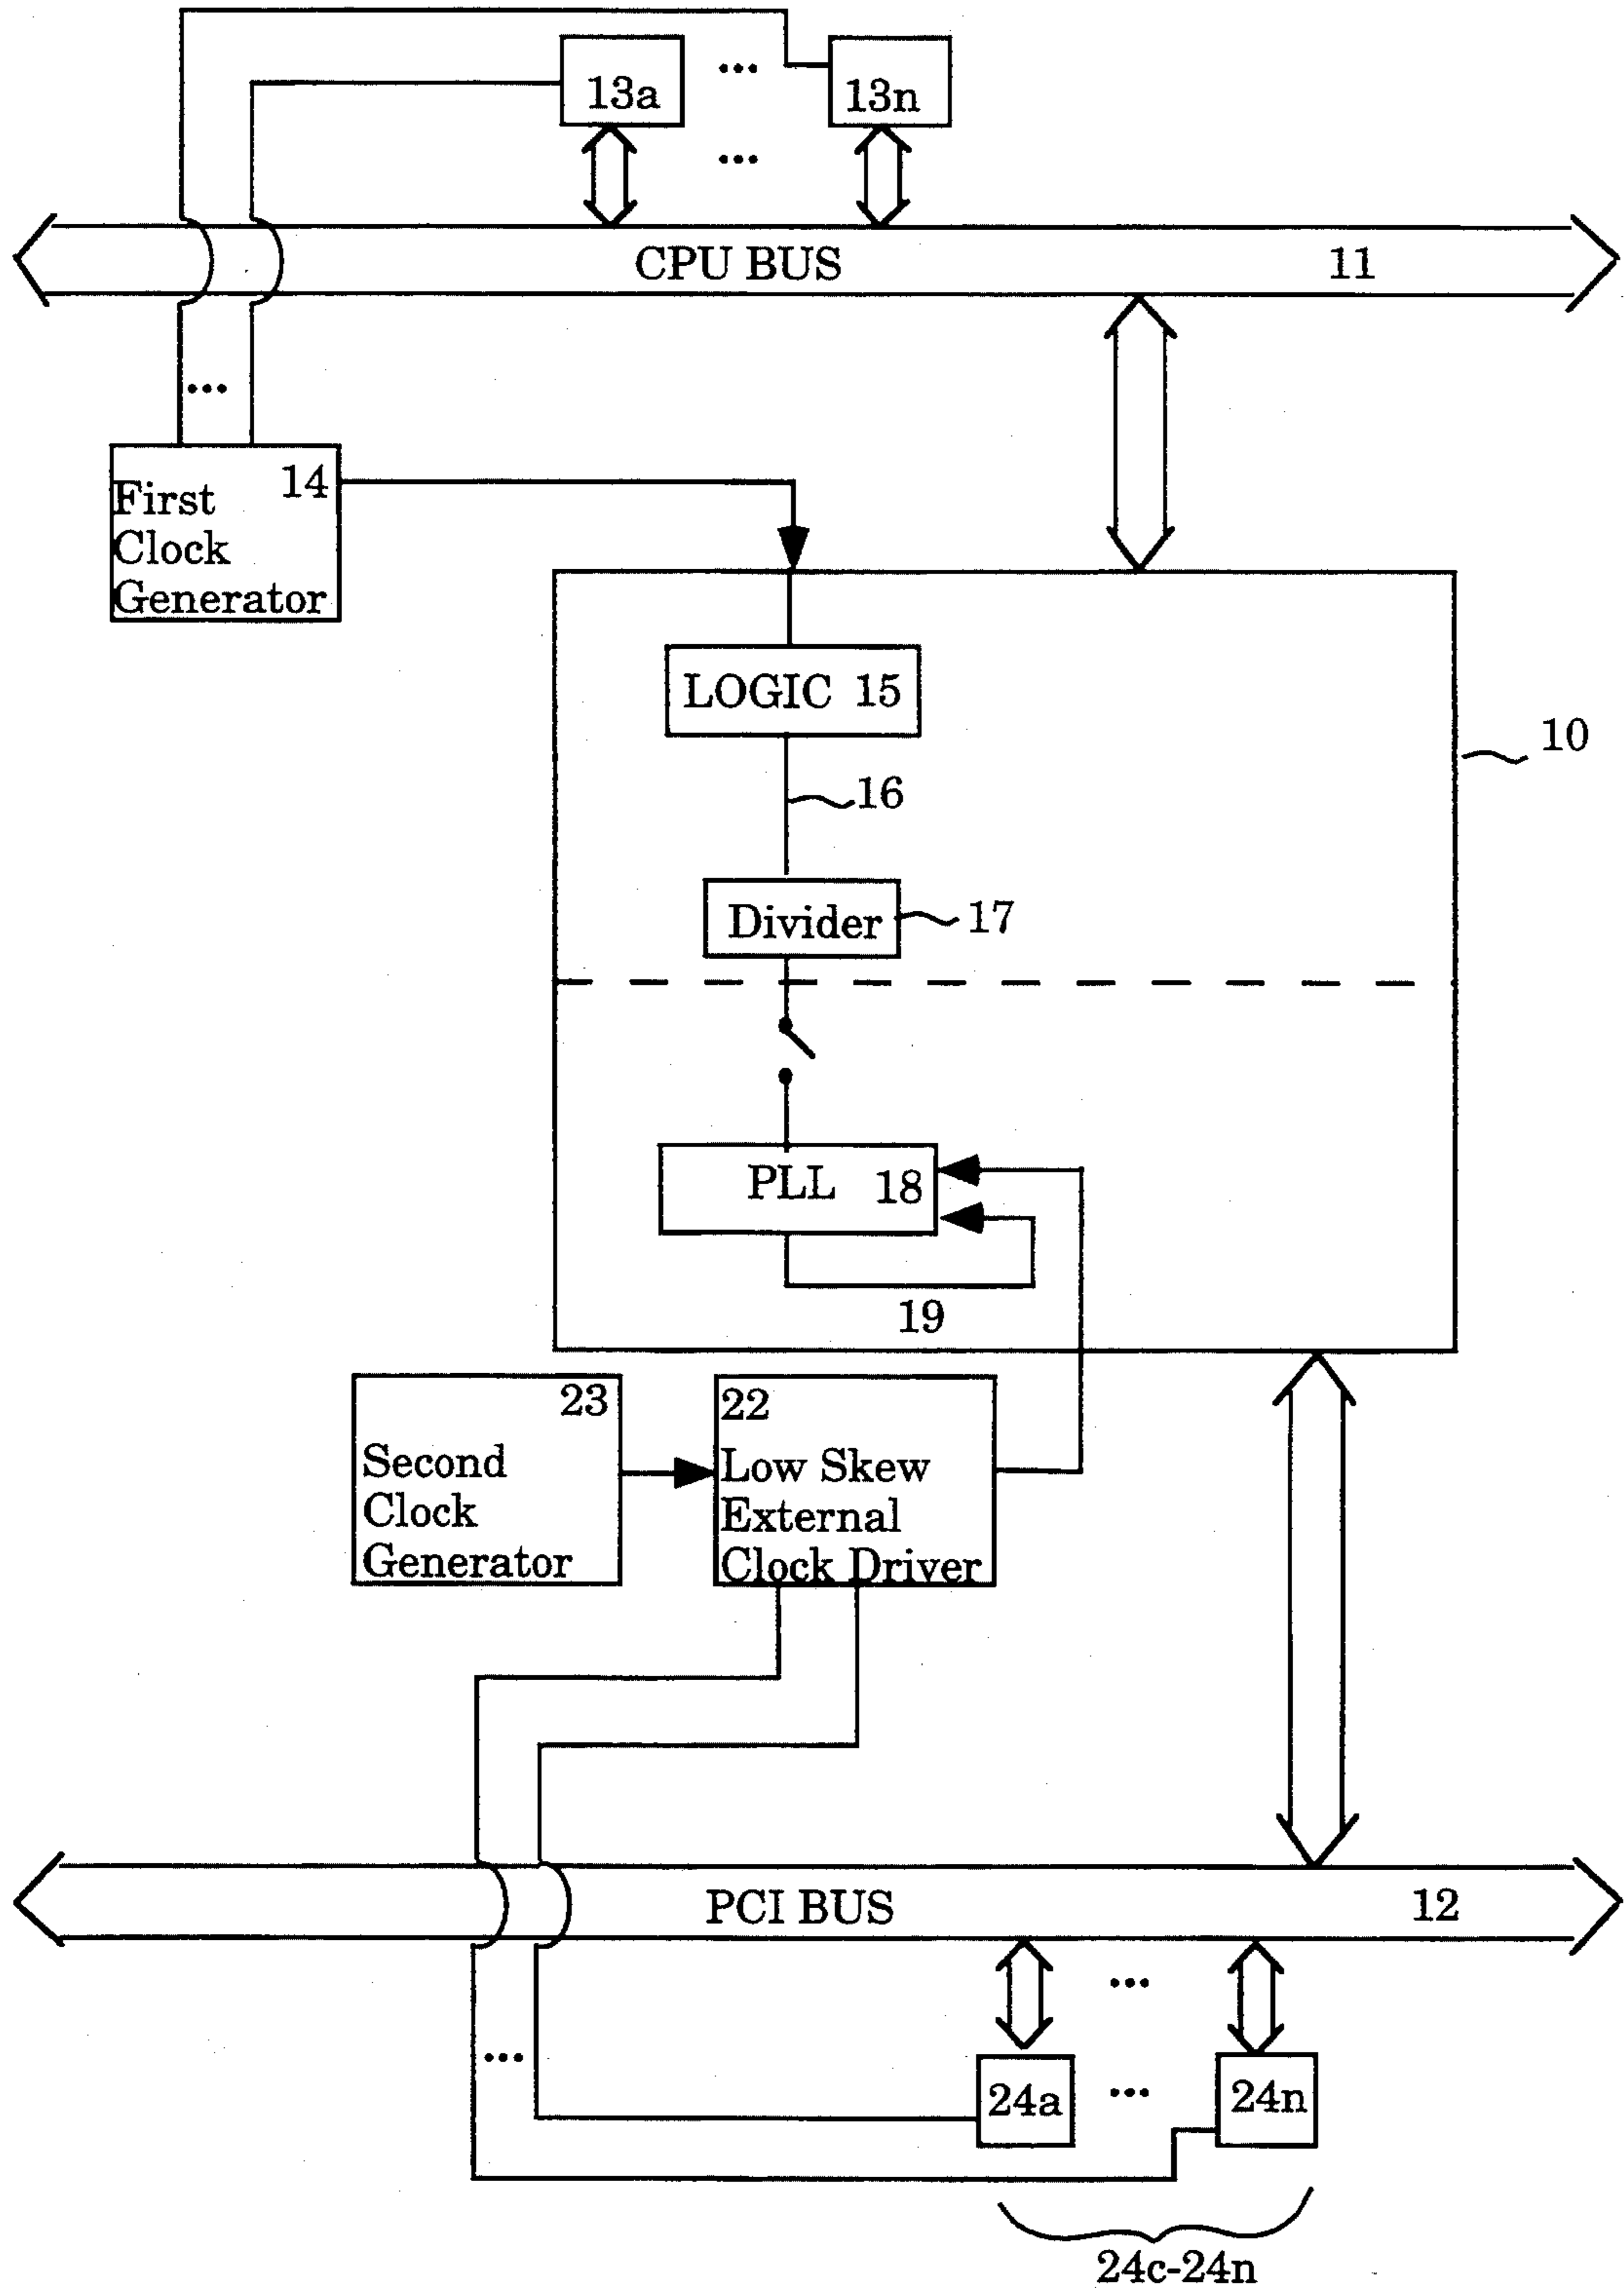 13a
...
13n
...
CPU BUS 11
...
14
First
Clock
Generator
LOGIC 15
10
16
Divider
17
PLL 18
19
23
Second
Clock
Generator
22
Low Skew
External
Clock Driver
PCI BUS 12
...
...
24a
...
24n
24c-24n